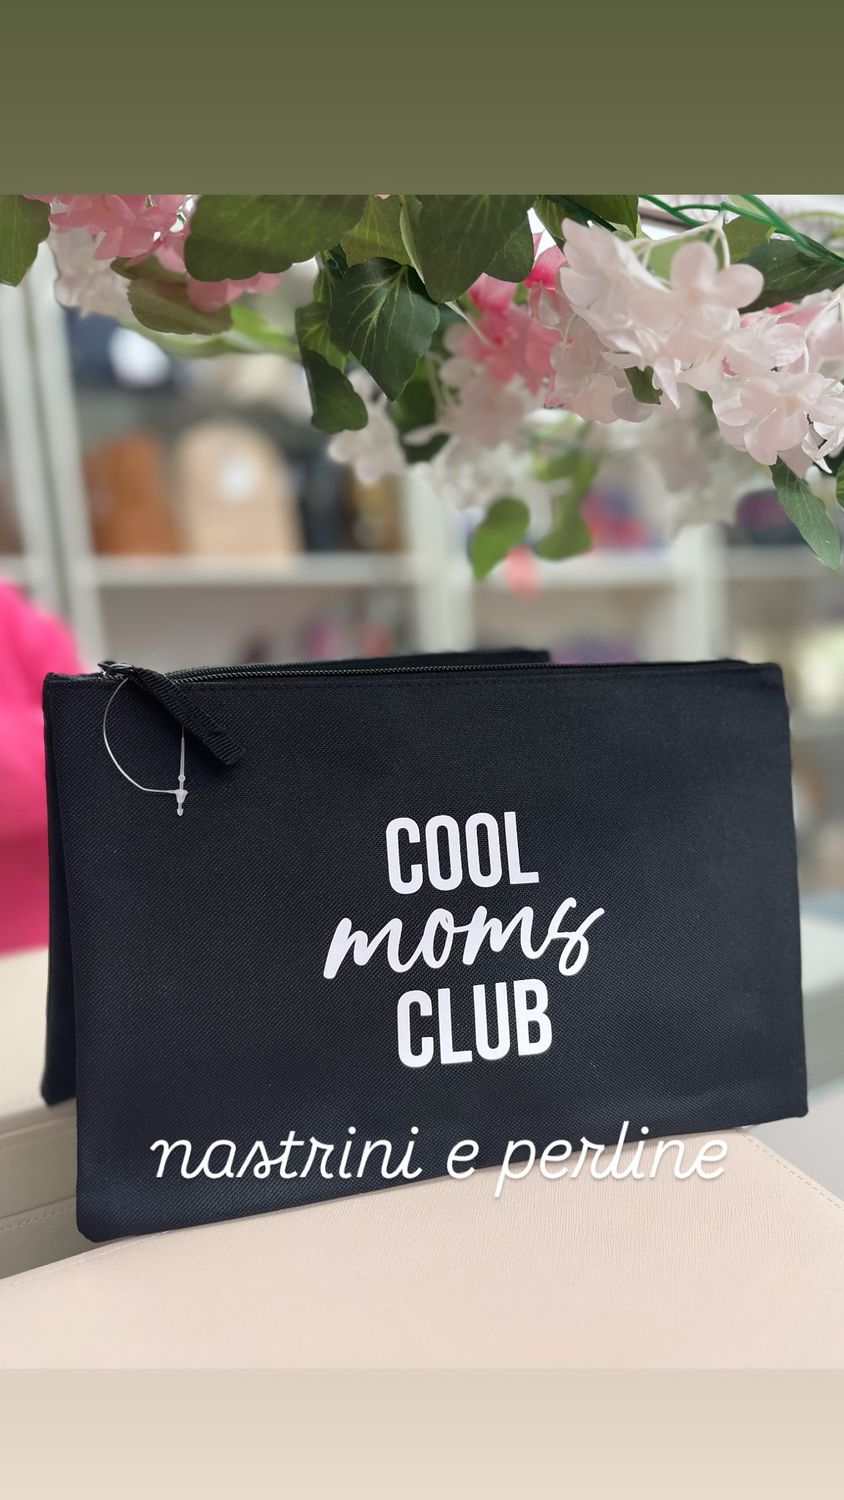 COOL
moms
CLUB
nastrini e perline